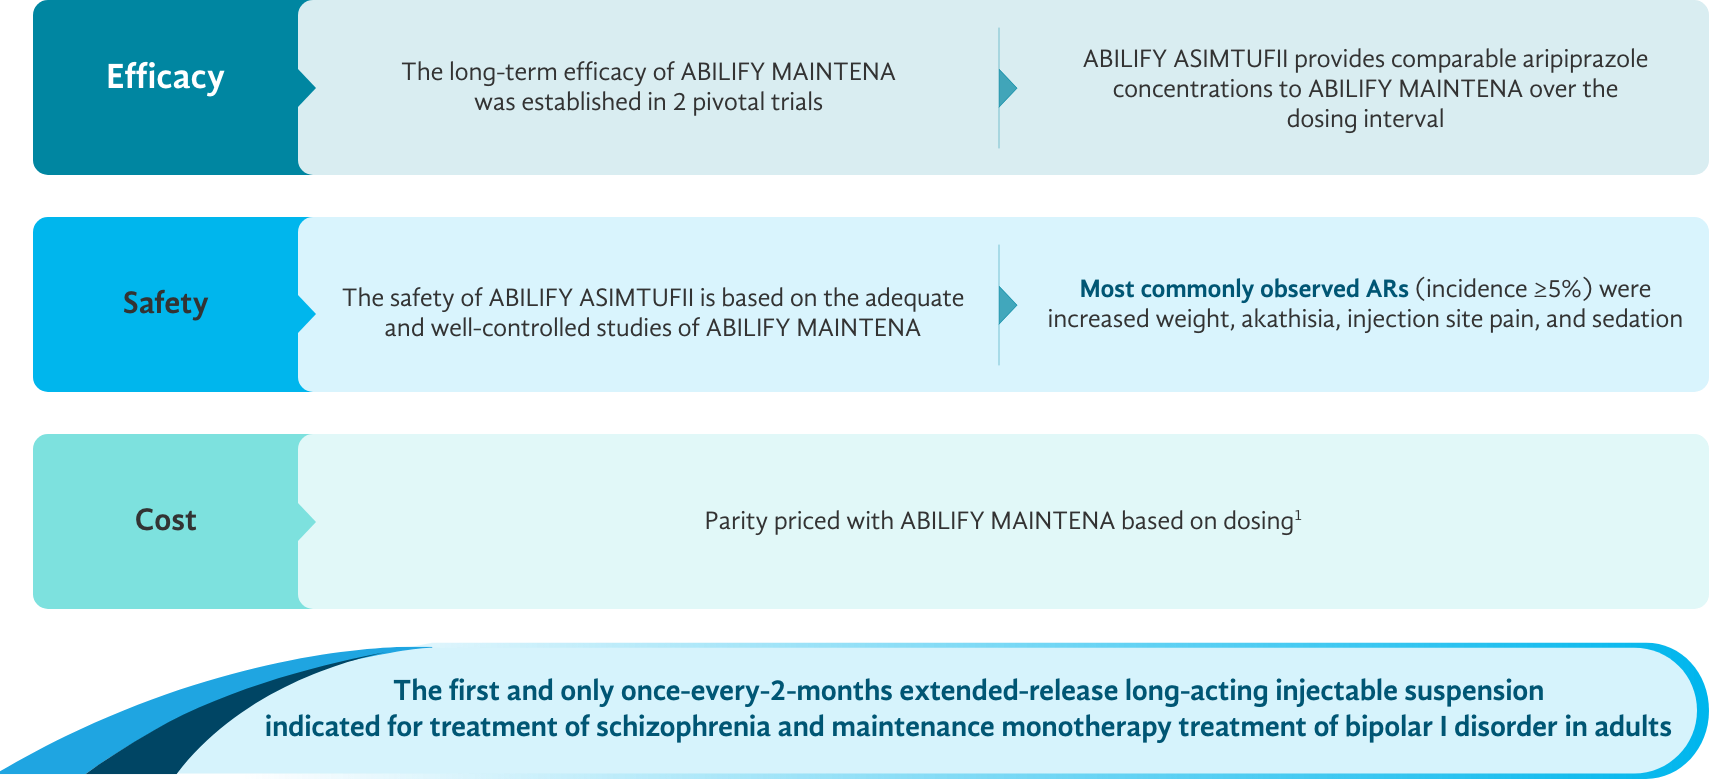 Efficacy
The long-term efficacy of ABILIFY MAINTENA
was established in 2 pivotal trials
ABILIFY ASIMTUFII provides comparable aripiprazole
concentrations to ABILIFY MAINTENA over the
dosing interval
Safety
The safety of ABILIFY ASIMTUFII is based on the adequate
and well-controlled studies of ABILIFY MAINTENA
Most commonly observed ARs (incidence ≥5%) were
increased weight, akathisia, injection site pain, and sedation
Cost
Parity priced with ABILIFY MAINTENA based on dosing¹
The first and only once-every-2-months extended-release long-acting injectable suspension
indicated for treatment of schizophrenia and maintenance monotherapy treatment of bipolar I disorder in adults